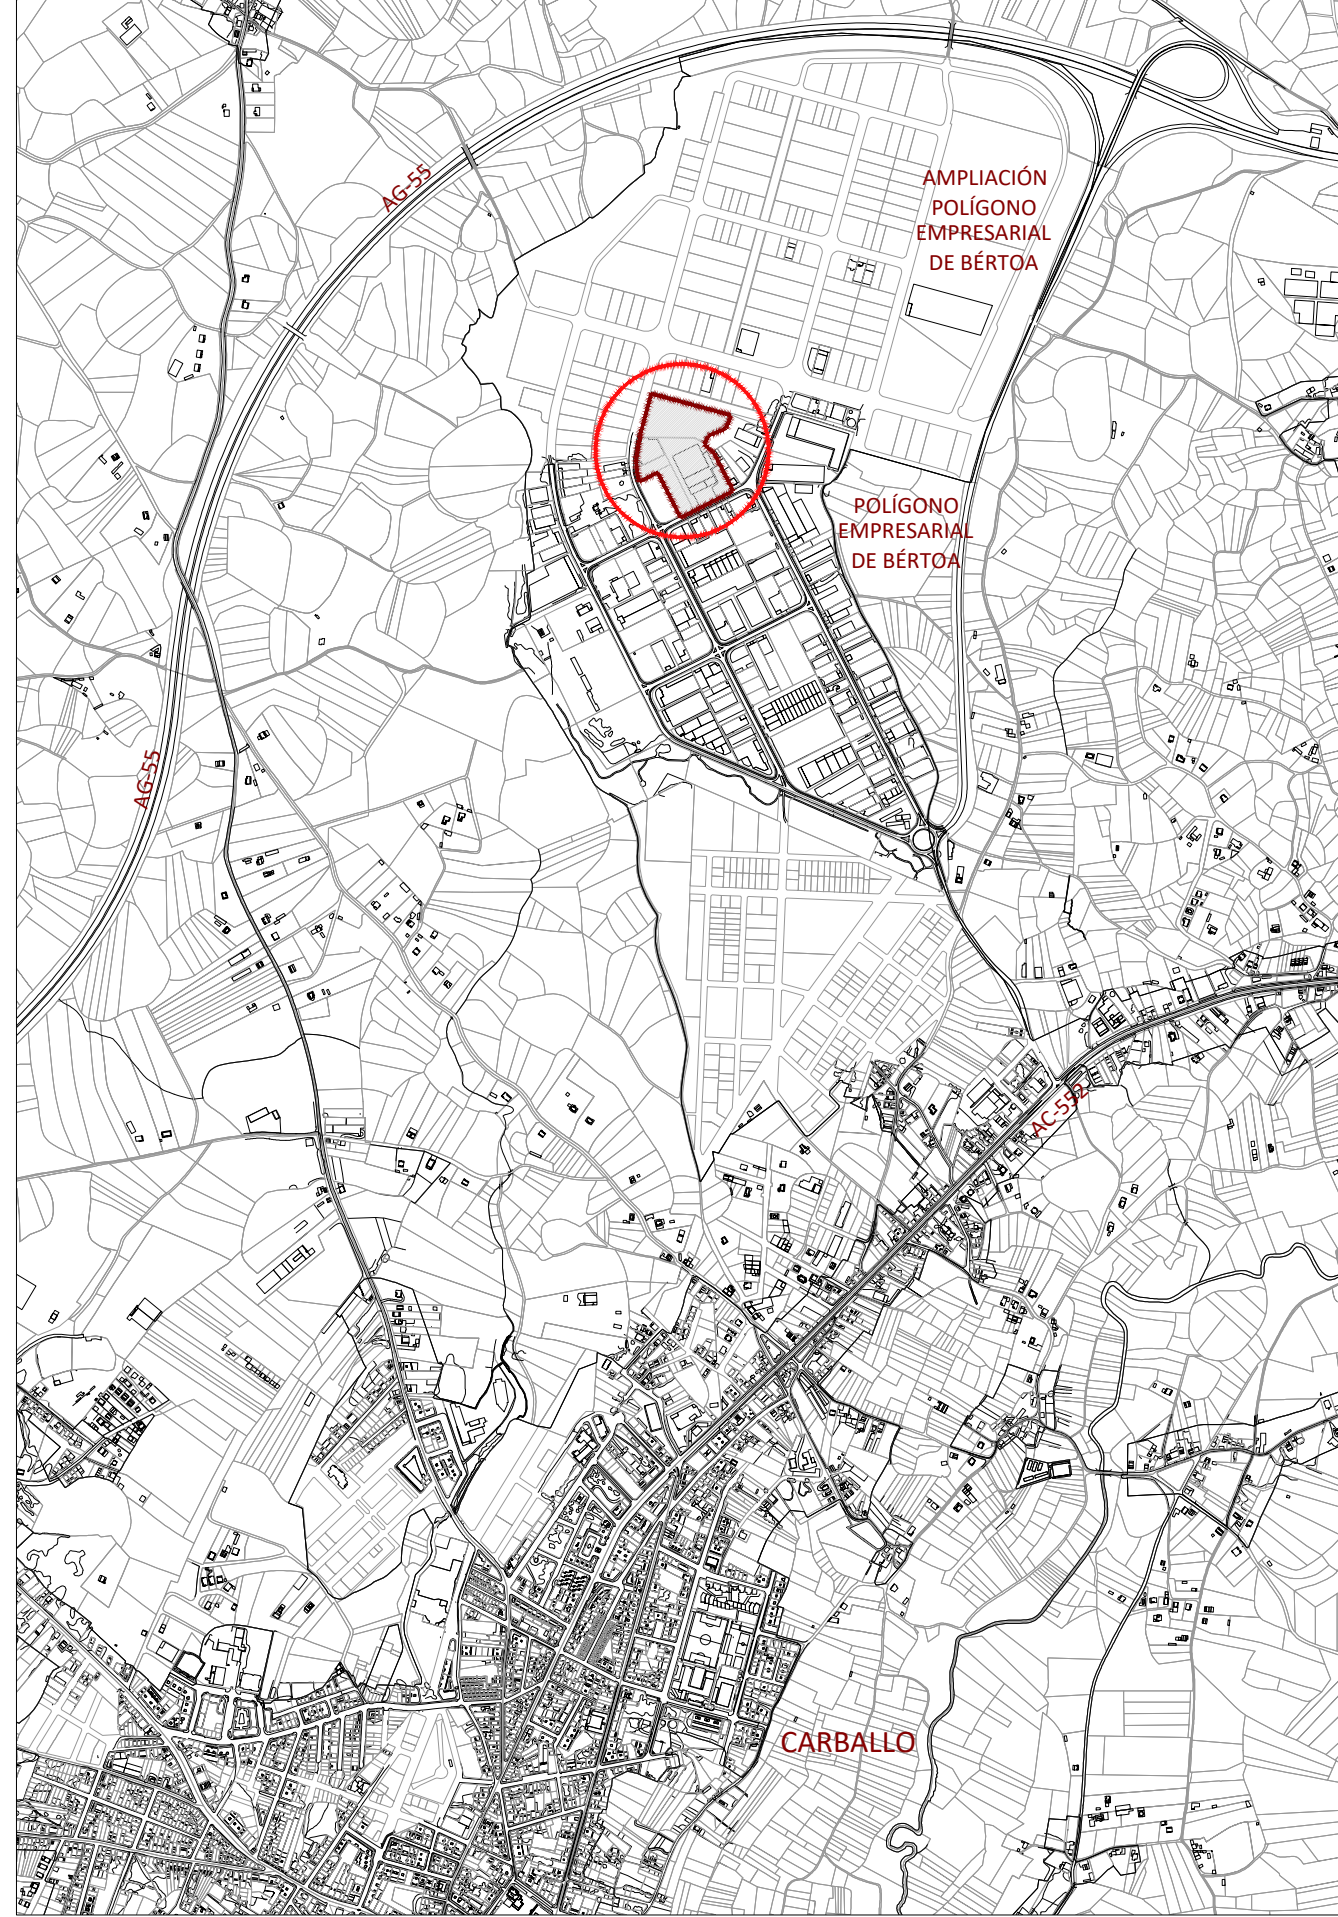 AG-55
AMPLIACIÓN
POLÍGONO
EMPRESARIAL
DE BÉRTOA
POLÍGONO
EMPRESARIAL
DE BÉRTOA
AG-55
AC-552
CARBALLO